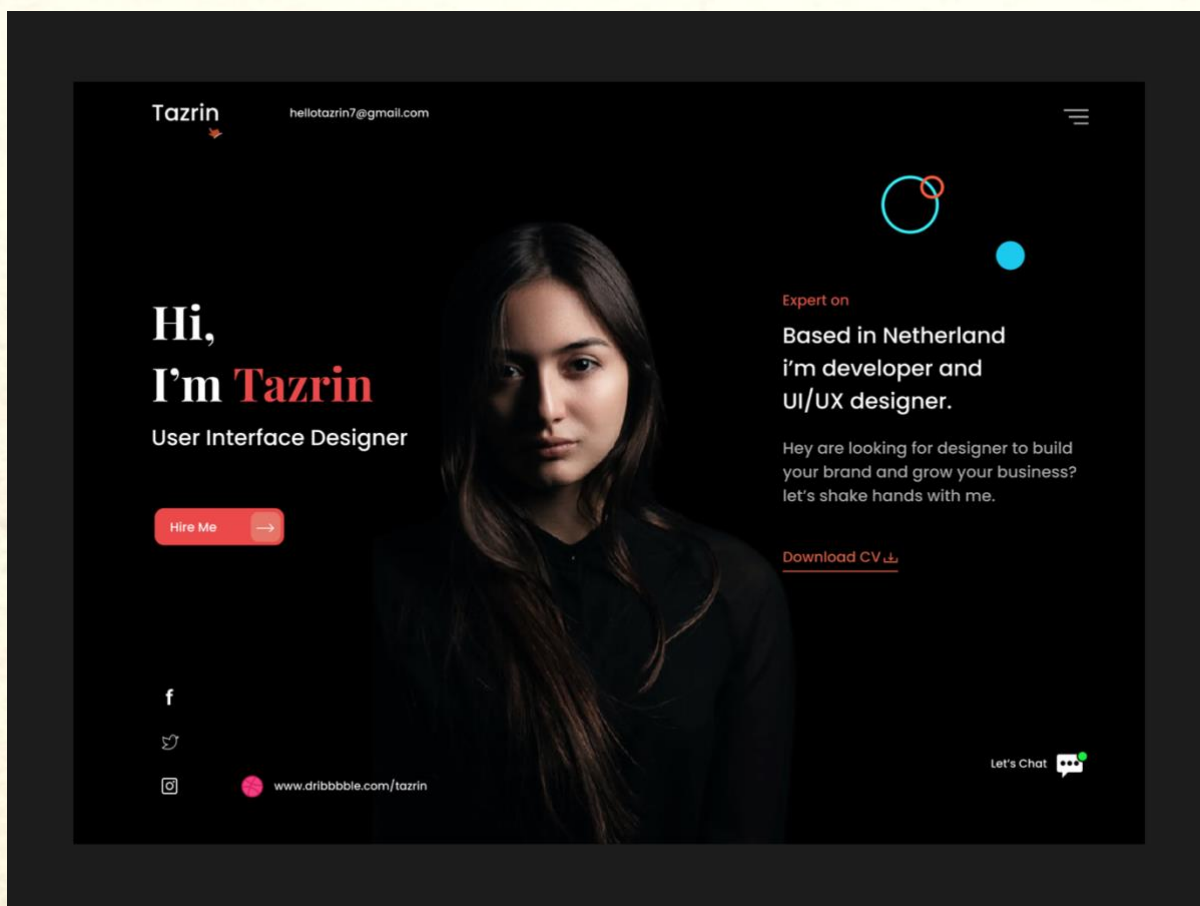 Tazrin
hellotazrin7@gmail.com
Hi,
I'm Tazrin
User Interface Designer
Hire Me
Expert on
Based in Netherland
i'm developer and
UI/UX designer.
Hey are looking for designer to build
your brand and grow your business?
let's shake hands with me.
Download CV
www.dribbbble.com/tazrin
Let's Chat